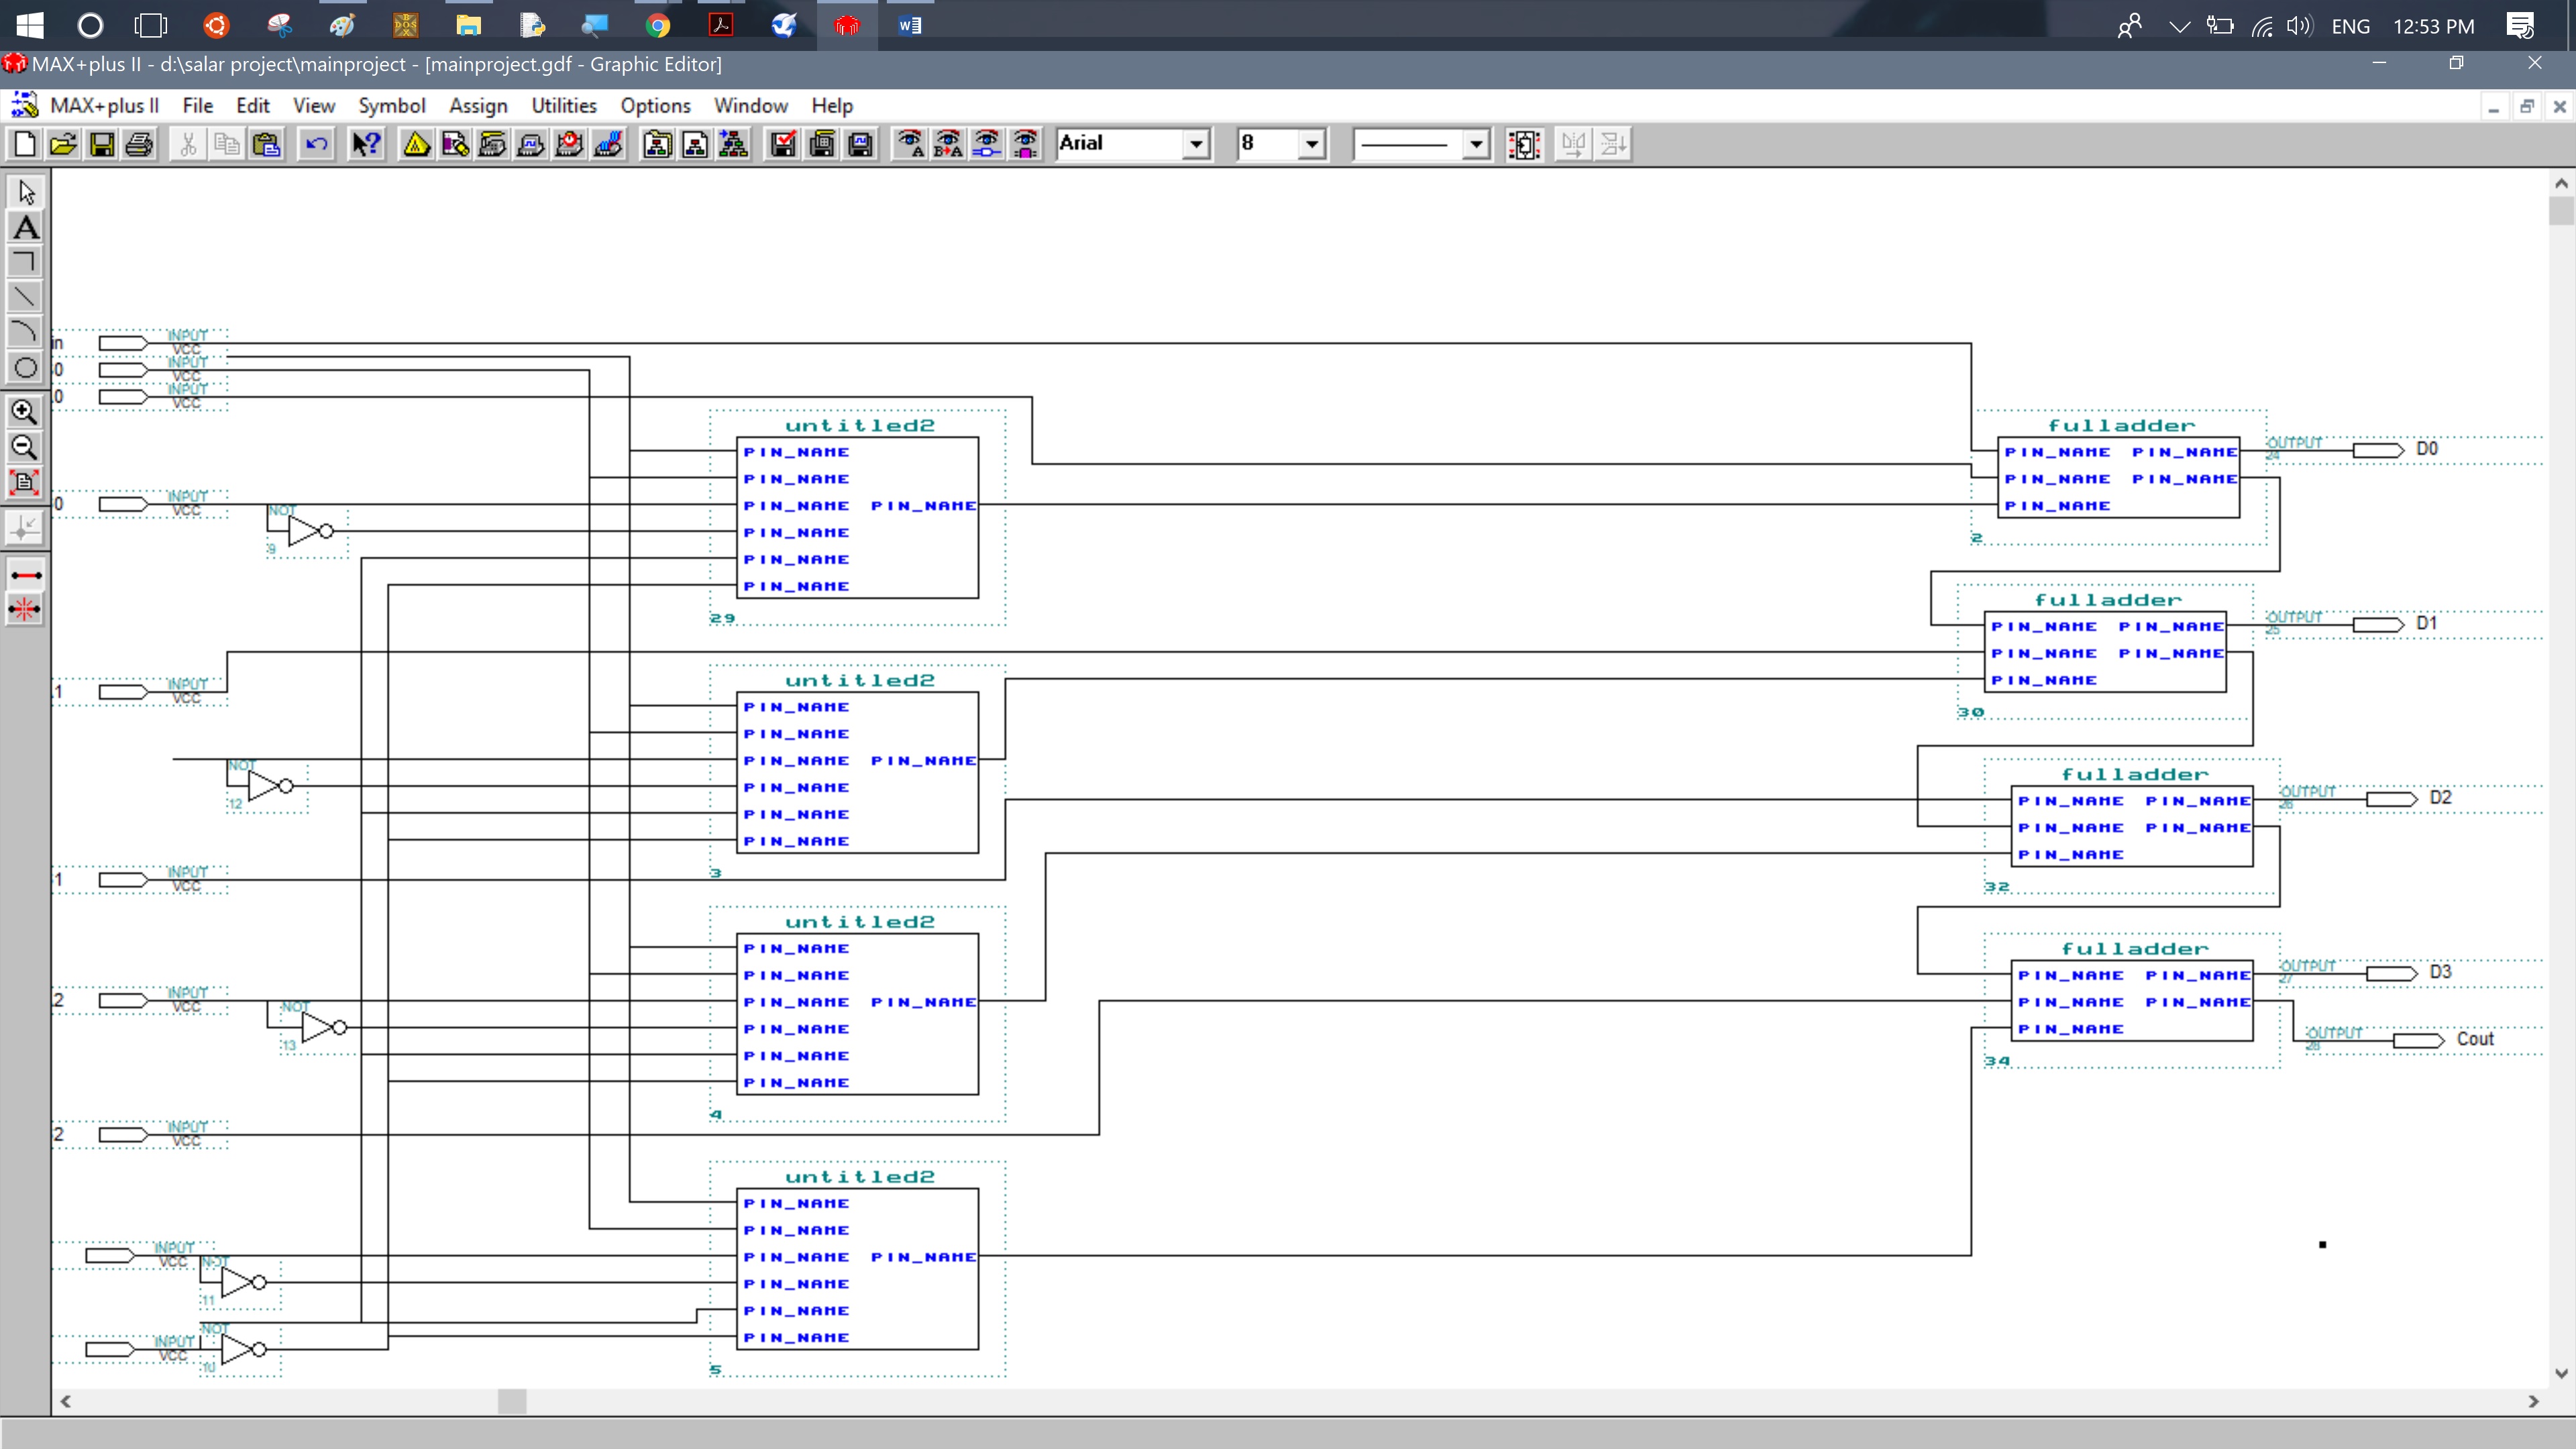 ENG 12:53 PM
MAX+plus II - d:\salar project\mainproject - [mainproject.gdf - Graphic Editor]
MAX+plus II File Edit View Symbol Assign Utilities Options Window Help
Arial 8
in INPUT VCC
0 INPUT VCC
0 INPUT VCC
untitled2
PIN_NAME
PIN_NAME
PIN_NAME PIN_NAME
PIN_NAME
PIN_NAME
PIN_NAME
29
fulladder
PIN_NAME PIN_NAME
PIN_NAME PIN_NAME
PIN_NAME
2
OUTPUT 24 D0
0 INPUT VCC
NOT
9
fulladder
PIN_NAME PIN_NAME
PIN_NAME PIN_NAME
PIN_NAME
30
OUTPUT 25 D1
1 INPUT VCC
untitled2
PIN_NAME
PIN_NAME
PIN_NAME PIN_NAME
PIN_NAME
PIN_NAME
PIN_NAME
3
NOT
12
fulladder
PIN_NAME PIN_NAME
PIN_NAME PIN_NAME
PIN_NAME
32
OUTPUT 26 D2
1 INPUT VCC
untitled2
PIN_NAME
PIN_NAME
PIN_NAME PIN_NAME
PIN_NAME
PIN_NAME
PIN_NAME
4
fulladder
PIN_NAME PIN_NAME
PIN_NAME PIN_NAME
PIN_NAME
34
OUTPUT 27 D3
OUTPUT 28 Cout
2 INPUT VCC
NOT
13
2 INPUT VCC
untitled2
PIN_NAME
PIN_NAME
PIN_NAME PIN_NAME
PIN_NAME
PIN_NAME
PIN_NAME
5
INPUT VCC
NOT
11
INPUT VCC
NOT
10